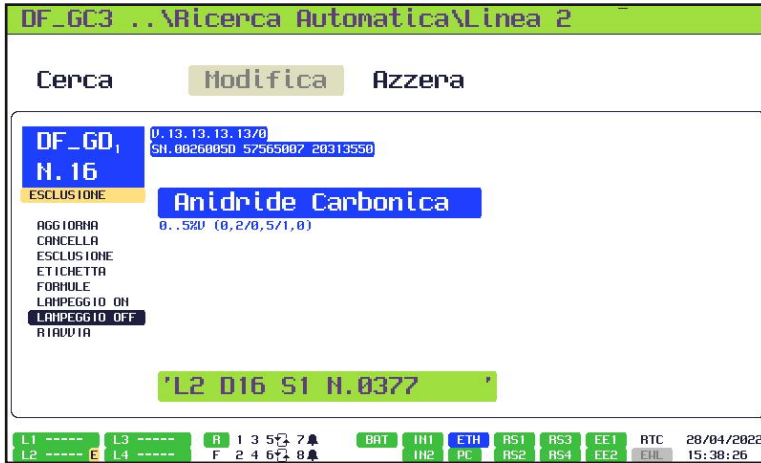 DF_GC3 ..\Ricerca Automatica\Linea 2
Cerca Modifica Azzera
DF_GD1
N.16
V.13.13.13.13/0
SN.0026005D 57565007 20313550
ESCLUSIONE
Anidride Carbonica
0..5%V (0,2/0,5/1,0)
AGGIORNA
CANCELLA
ESCLUSIONE
ETICHETTA
FORMULE
LAMPEGGIO ON
LAMPEGGIO OFF
RIAVVIA
'L2 D16 S1 N.0377 '
L1 ----- L3 ----- R 1 3 5 7 BAT IN1 ETH RS1 RS3 EE1 RTC 28/04/2022
L2 ----- E L4 ----- F 2 4 6 8 IN2 PC RS2 RS4 EE2 EWL 15:38:26